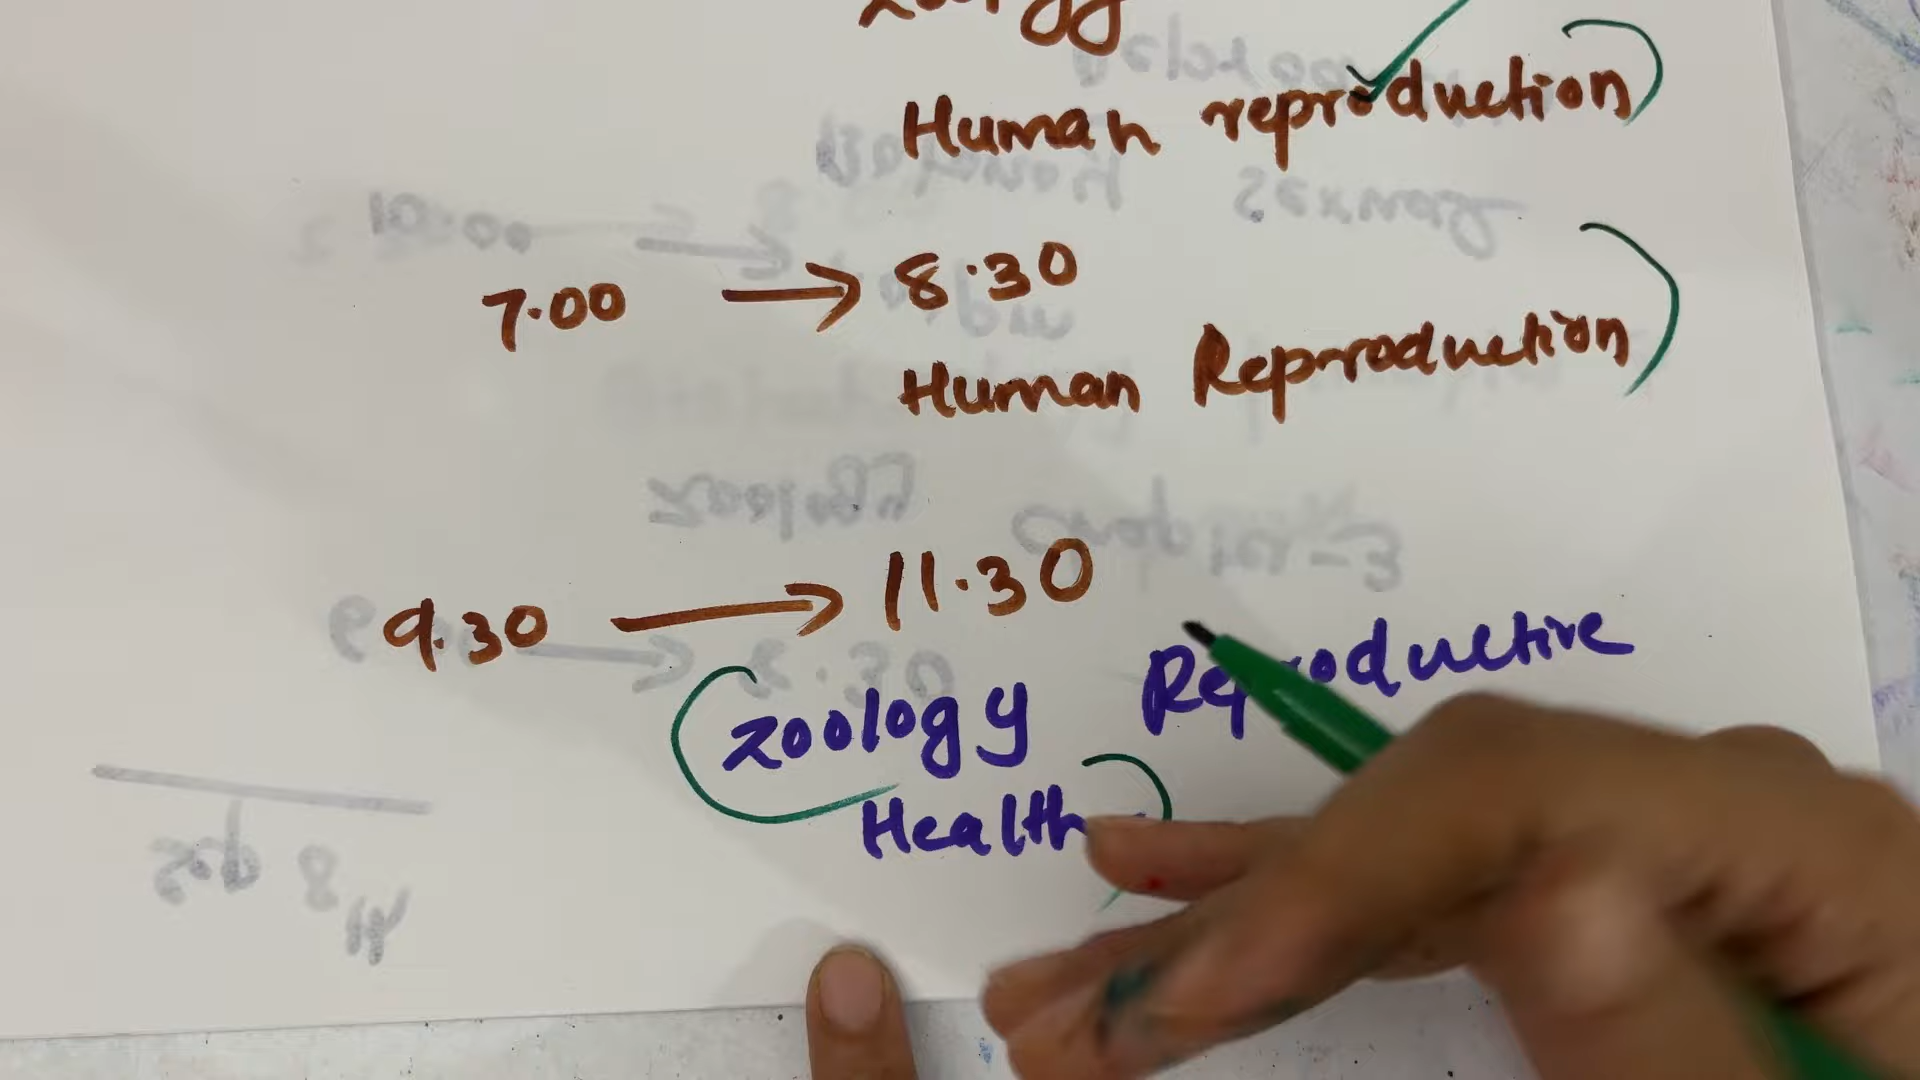 Human reproduction
7.00 → 8.30
Human Reproduction
9.30 → 11.30
Zoology Reproductive
Health